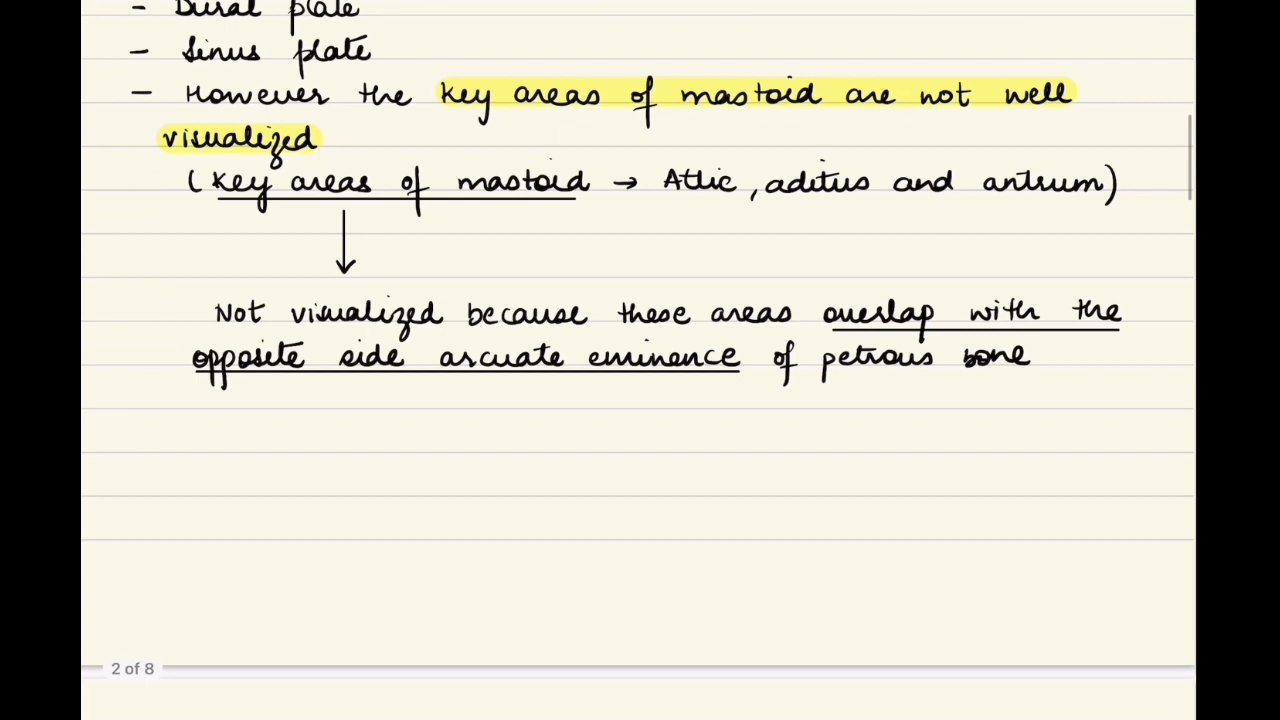 - Dural plate
- Sinus plate
- However the key areas of mastoid are not well
visualized
(Key areas of mastoid → Attic, aditus and antrum)
↓
Not visualized because these areas overlap with the
opposite side arcuate eminence of petrous bone
2 of 8